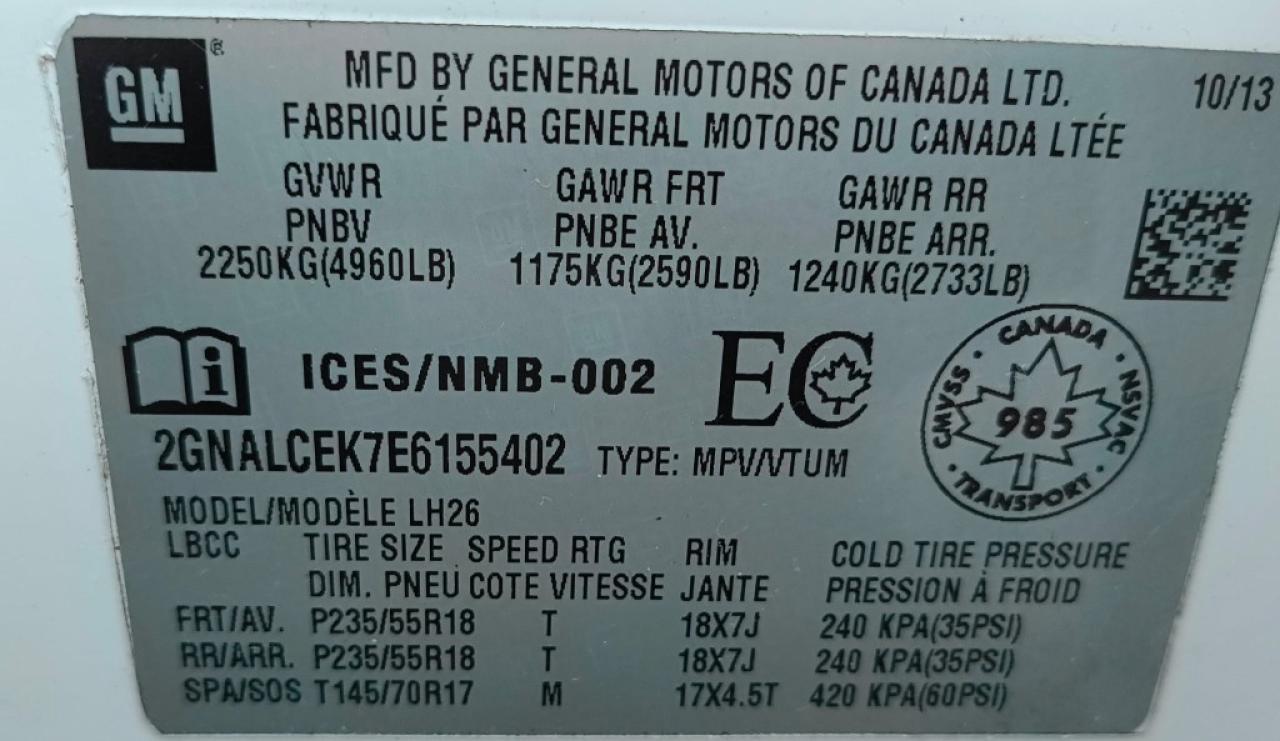 GM ®
MFD BY GENERAL MOTORS OF CANADA LTD. 10/13
FABRIQUÉ PAR GENERAL MOTORS DU CANADA LTÉE
GVWR GAWR FRT GAWR RR
PNBV PNBE AV. PNBE ARR.
2250KG(4960LB) 1175KG(2590LB) 1240KG(2733LB)
i ICES/NMB-002 EC
CANADA · NSVAC · TRANSPORT · CMVSS ·
985
2GNALCEK7E6155402 TYPE: MPV/VTUM
MODEL/MODÈLE LH26
LBCC TIRE SIZE SPEED RTG RIM COLD TIRE PRESSURE
DIM. PNEU COTE VITESSE JANTE PRESSION À FROID
FRT/AV. P235/55R18 T 18X7J 240 KPA(35PSI)
RR/ARR. P235/55R18 T 18X7J 240 KPA(35PSI)
SPA/SOS T145/70R17 M 17X4.5T 420 KPA(60PSI)